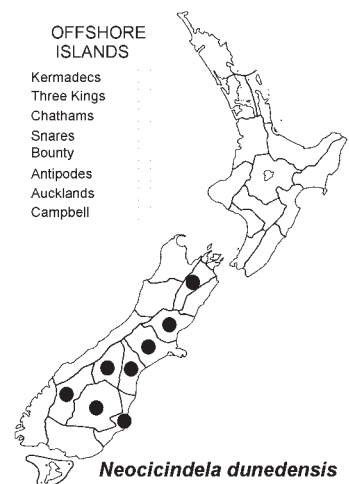 OFFSHORE
ISLANDS
Kermadecs
Three Kings
Chathams
Snares
Bounty
Antipodes
Aucklands
Campbell
Neocicindela dunedensis